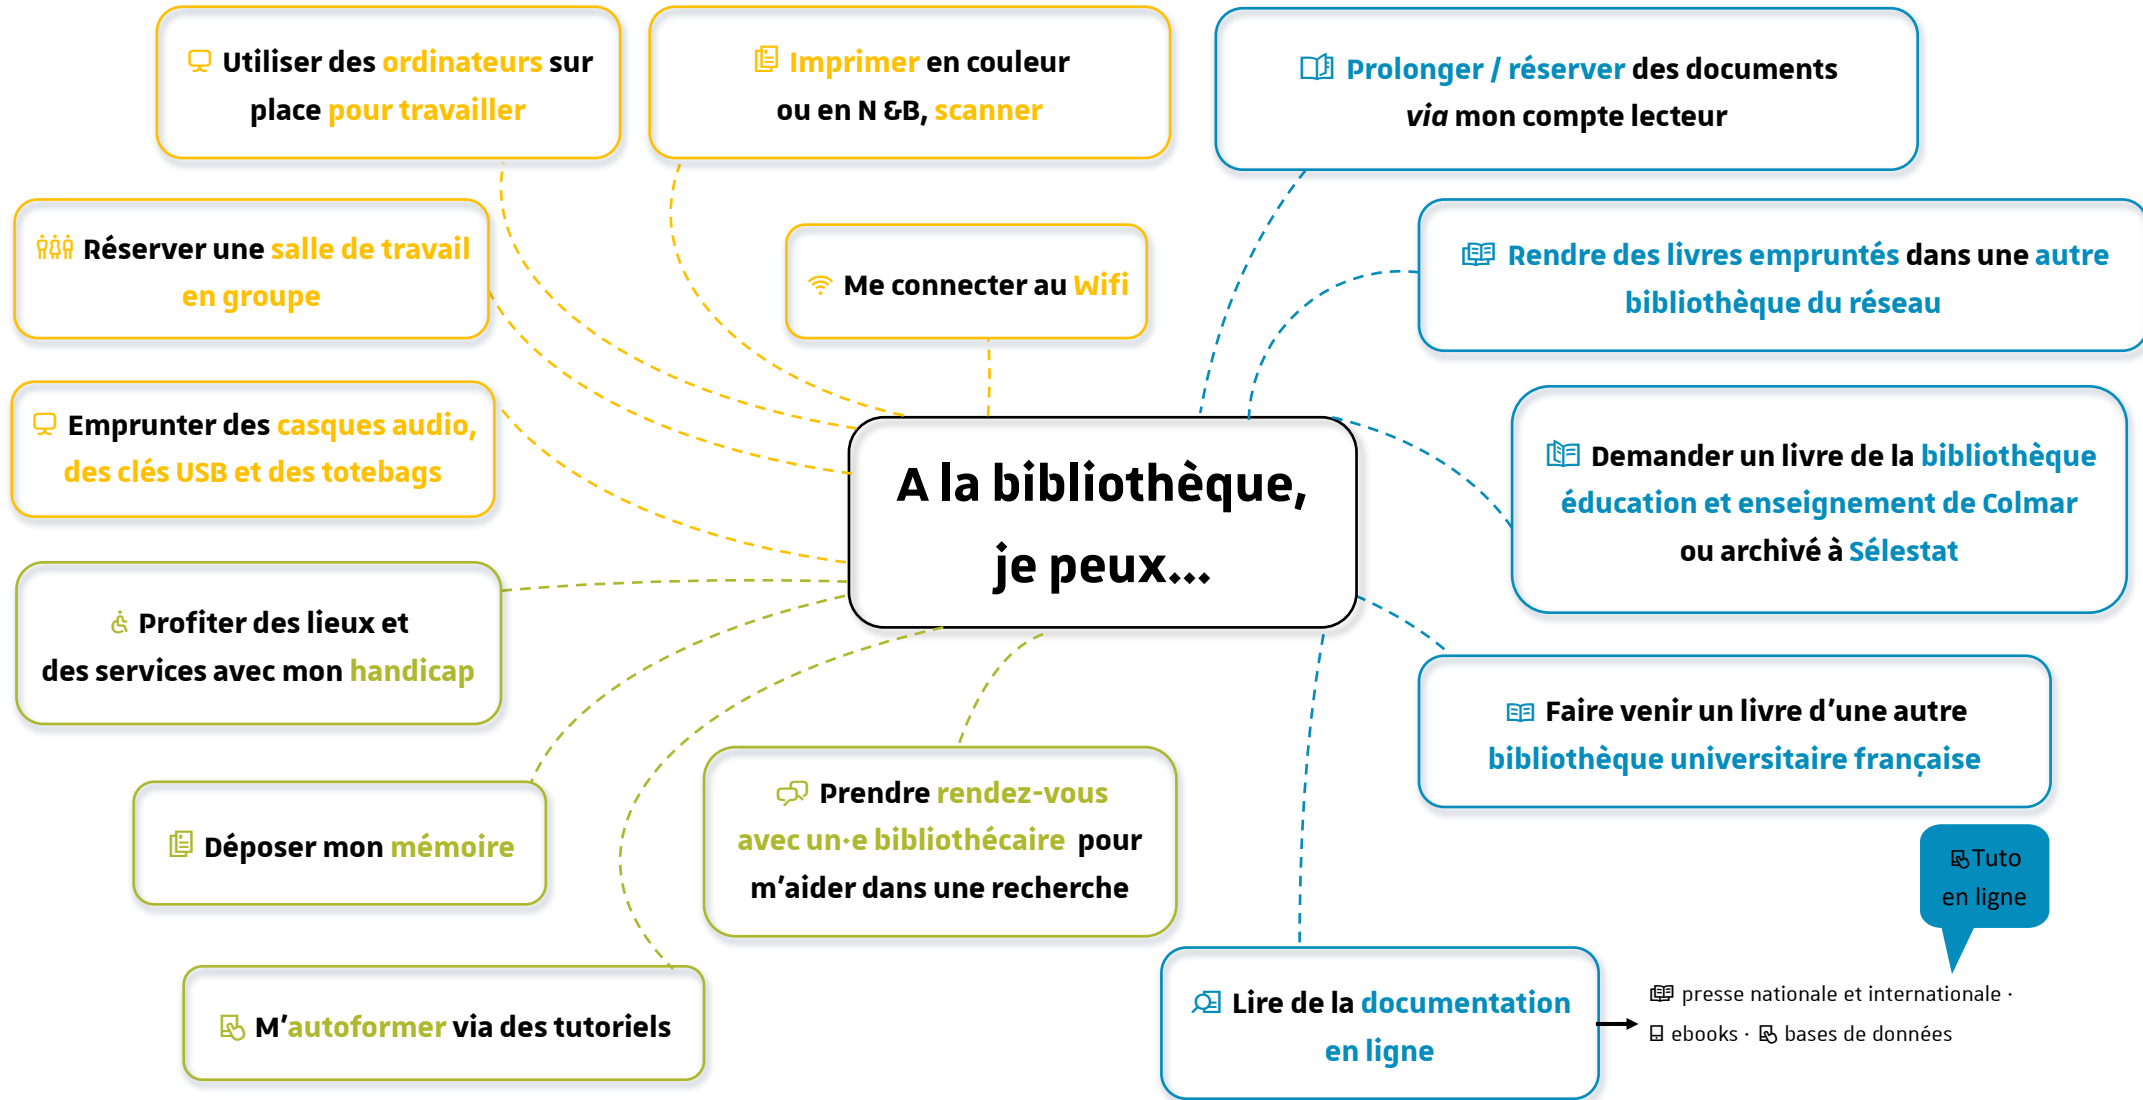 Utiliser des ordinateurs sur
place pour travailler
Imprimer en couleur
ou en N &B, scanner
Prolonger / réserver des documents
via mon compte lecteur
Réserver une salle de travail
en groupe
Me connecter au Wifi
Rendre des livres empruntés dans une autre
bibliothèque du réseau
Emprunter des casques audio,
des clés USB et des totebags
A la bibliothèque,
je peux...
Demander un livre de la bibliothèque
éducation et enseignement de Colmar
ou archivé à Sélestat
Profiter des lieux et
des services avec mon handicap
Faire venir un livre d'une autre
bibliothèque universitaire française
Déposer mon mémoire
Prendre rendez-vous
avec un·e bibliothécaire pour
m'aider dans une recherche
Tuto
en ligne
M'autoformer via des tutoriels
Lire de la documentation
en ligne
presse nationale et internationale ·
ebooks · bases de données